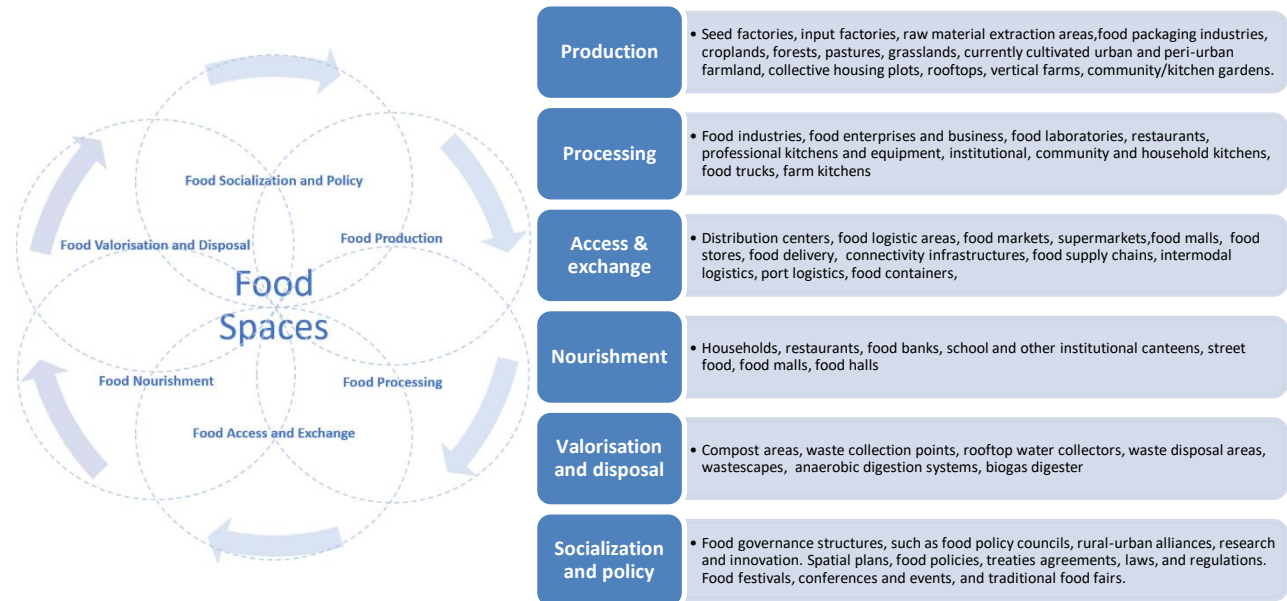 Food Socialization and Policy
Food Valorisation and Disposal
Food Production
Food
Spaces
Food Nourishment
Food Processing
Food Access and Exchange
Production
• Seed factories, input factories, raw material extraction areas,food packaging industries,
croplands, forests, pastures, grasslands, currently cultivated urban and peri-urban
farmland, collective housing plots, rooftops, vertical farms, community/kitchen gardens.
Processing
• Food industries, food enterprises and business, food laboratories, restaurants,
professional kitchens and equipment, institutional, community and household kitchens,
food trucks, farm kitchens
Access &
exchange
• Distribution centers, food logistic areas, food markets, supermarkets,food malls, food
stores, food delivery, connectivity infrastructures, food supply chains, intermodal
logistics, port logistics, food containers,
Nourishment
• Households, restaurants, food banks, school and other institutional canteens, street
food, food malls, food halls
Valorisation
and disposal
• Compost areas, waste collection points, rooftop water collectors, waste disposal areas,
wastescapes, anaerobic digestion systems, biogas digester
Socialization
and policy
• Food governance structures, such as food policy councils, rural-urban alliances, research
and innovation. Spatial plans, food policies, treaties agreements, laws, and regulations.
Food festivals, conferences and events, and traditional food fairs.